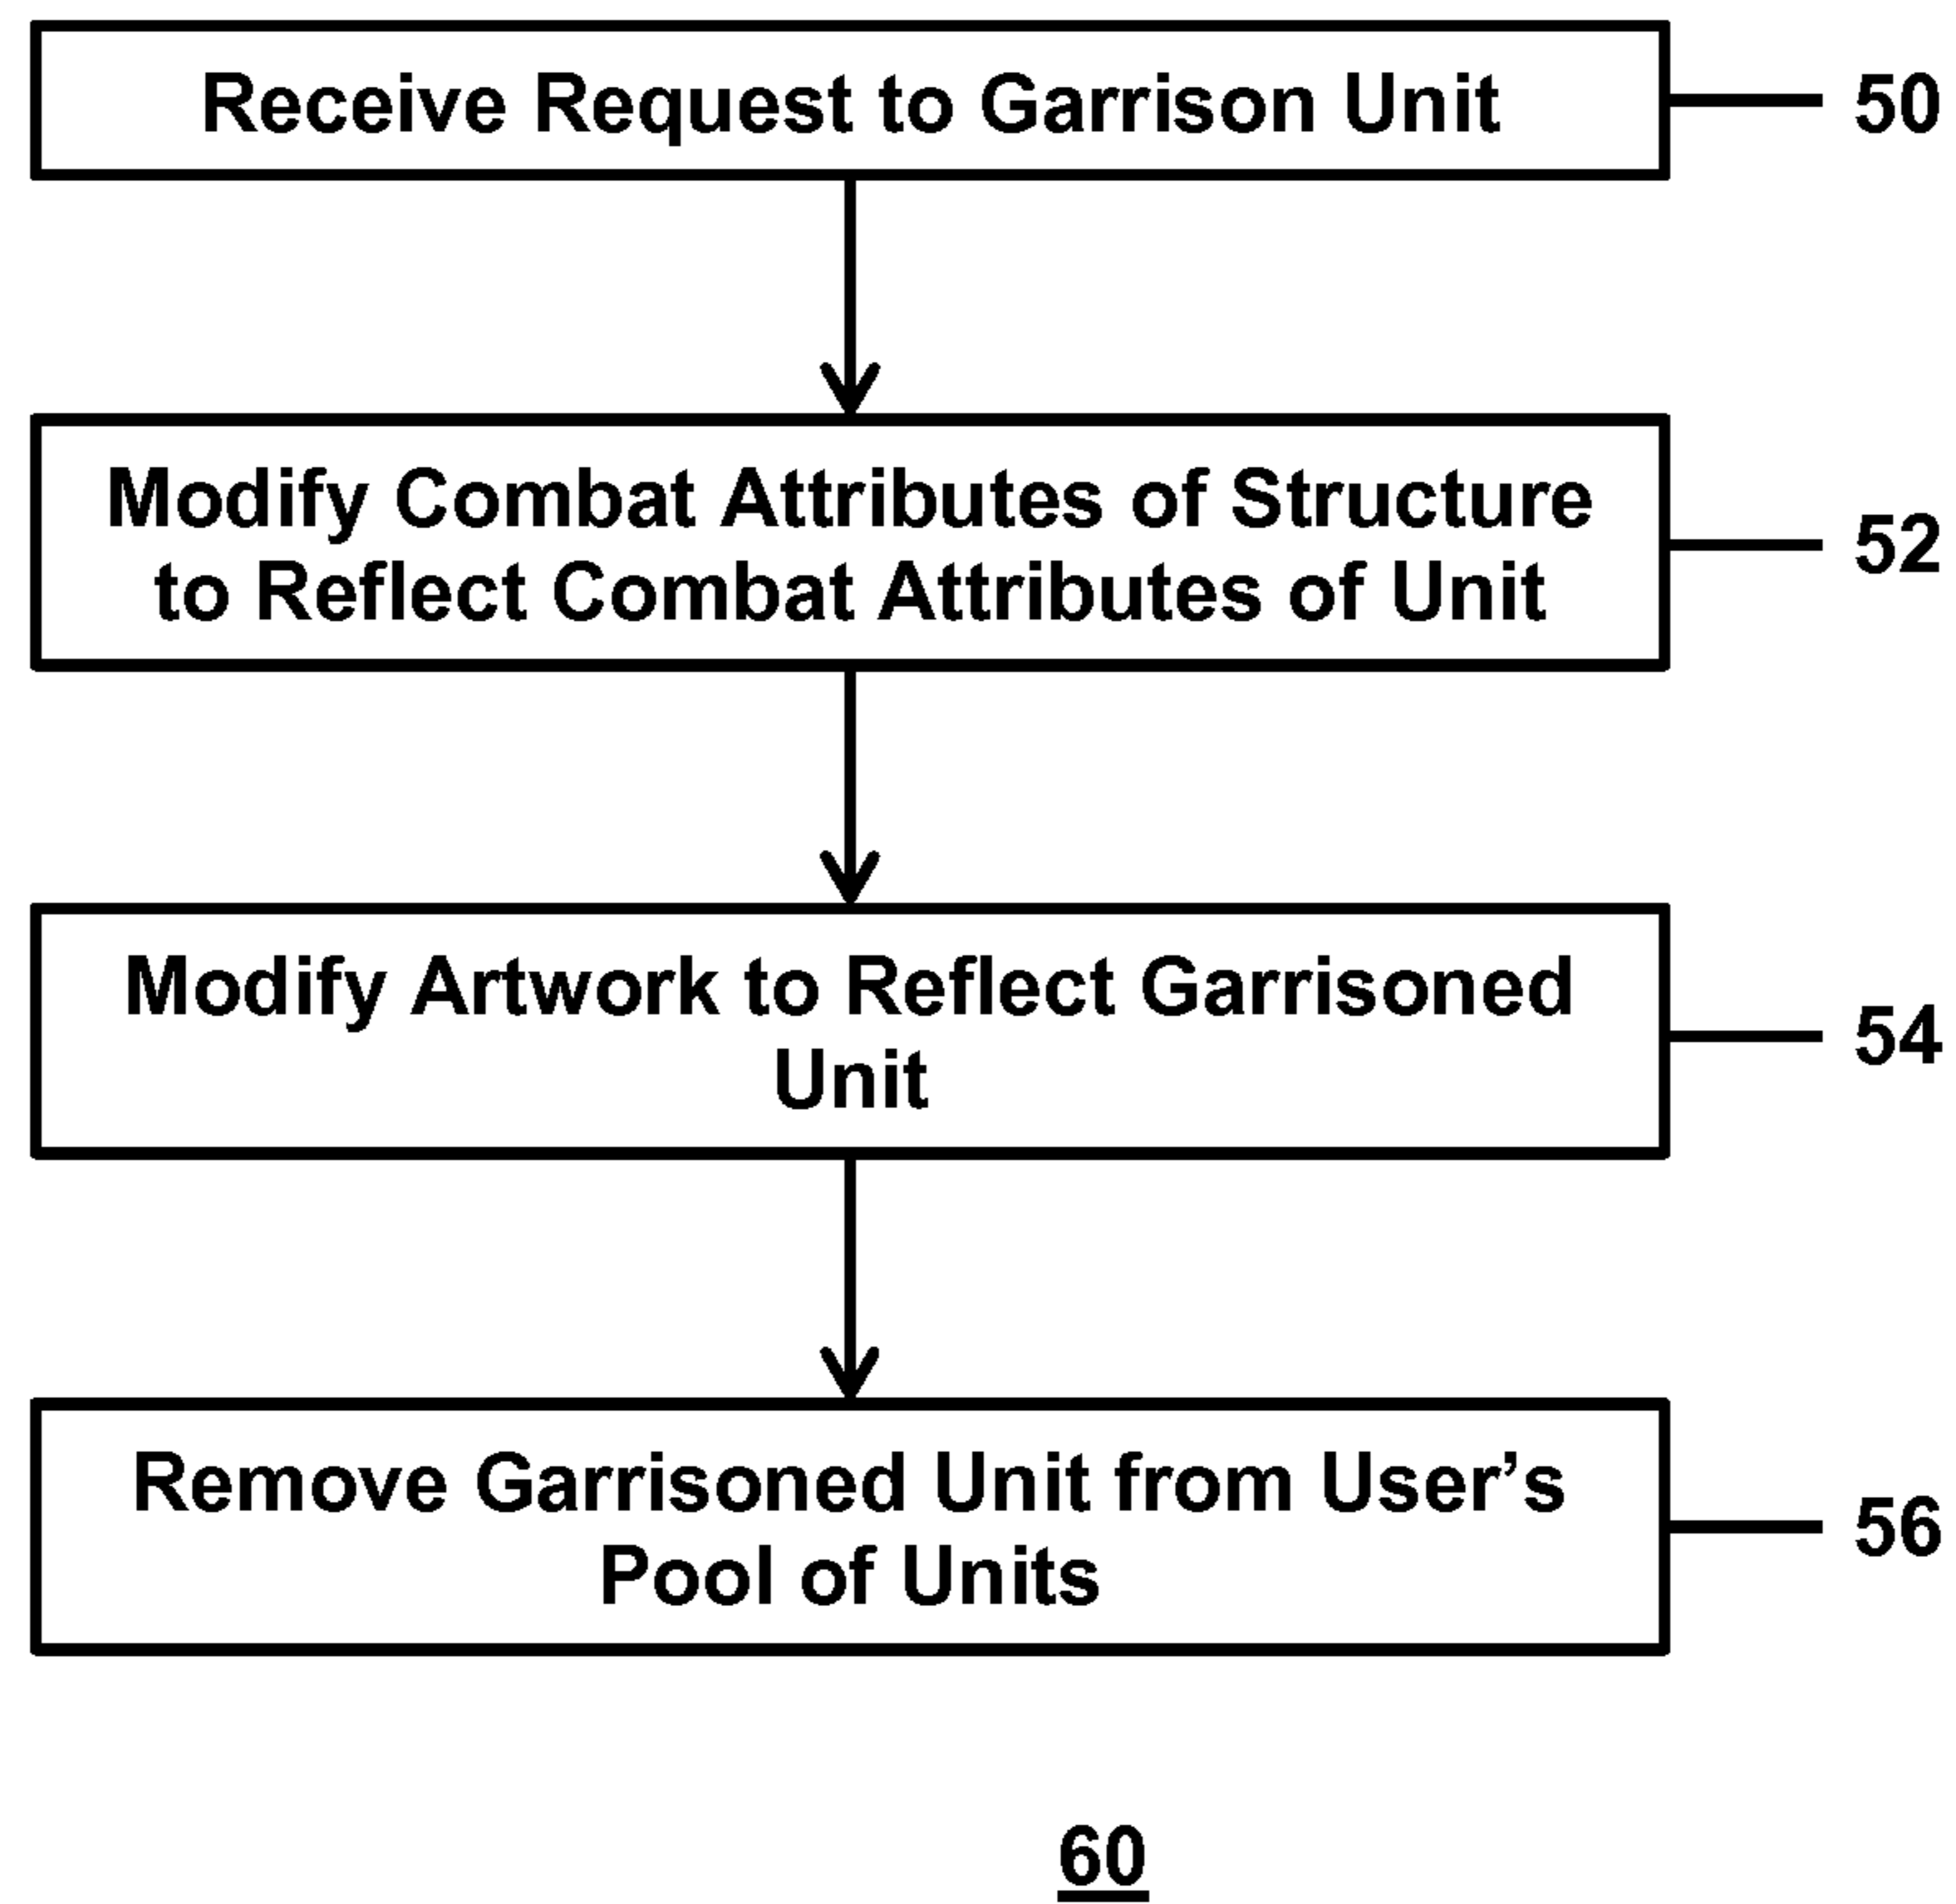 Receive Request to Garrison Unit
50
Modify Combat Attributes of Structure
to Reflect Combat Attributes of Unit
52
Modify Artwork to Reflect Garrisoned
Unit
54
Remove Garrisoned Unit from User’s
Pool of Units
56
60